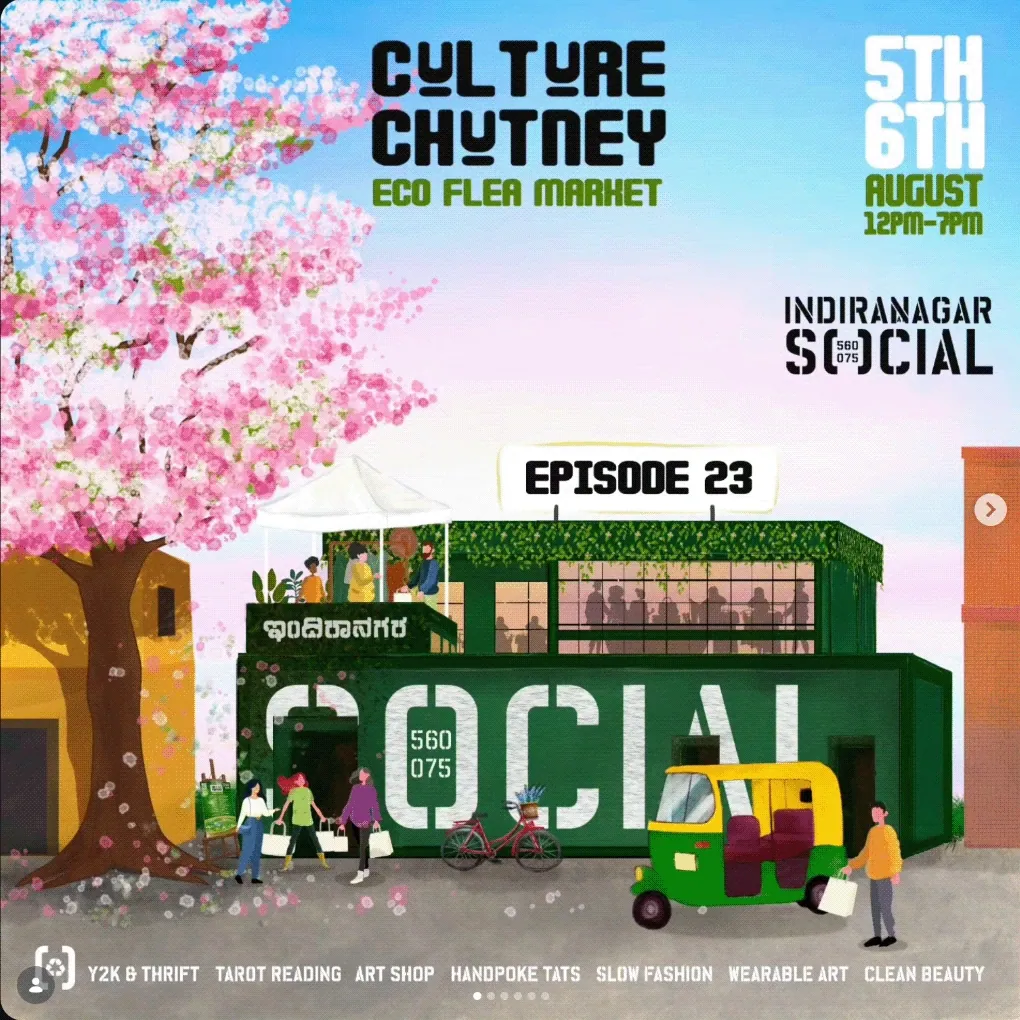 CULTURE
CHUTNEY
ECO FLEA MARKET
5TH
6TH
AUGUST
12PM-7PM
INDIRANAGAR
SOCIAL
560
075
EPISODE 23
ಇಂದಿರಾನಗರ
SOCIAL
560
075
Y2K & THRIFT TAROT READING ART SHOP HANDPOKE TATS SLOW FASHION WEARABLE ART CLEAN BEAUTY